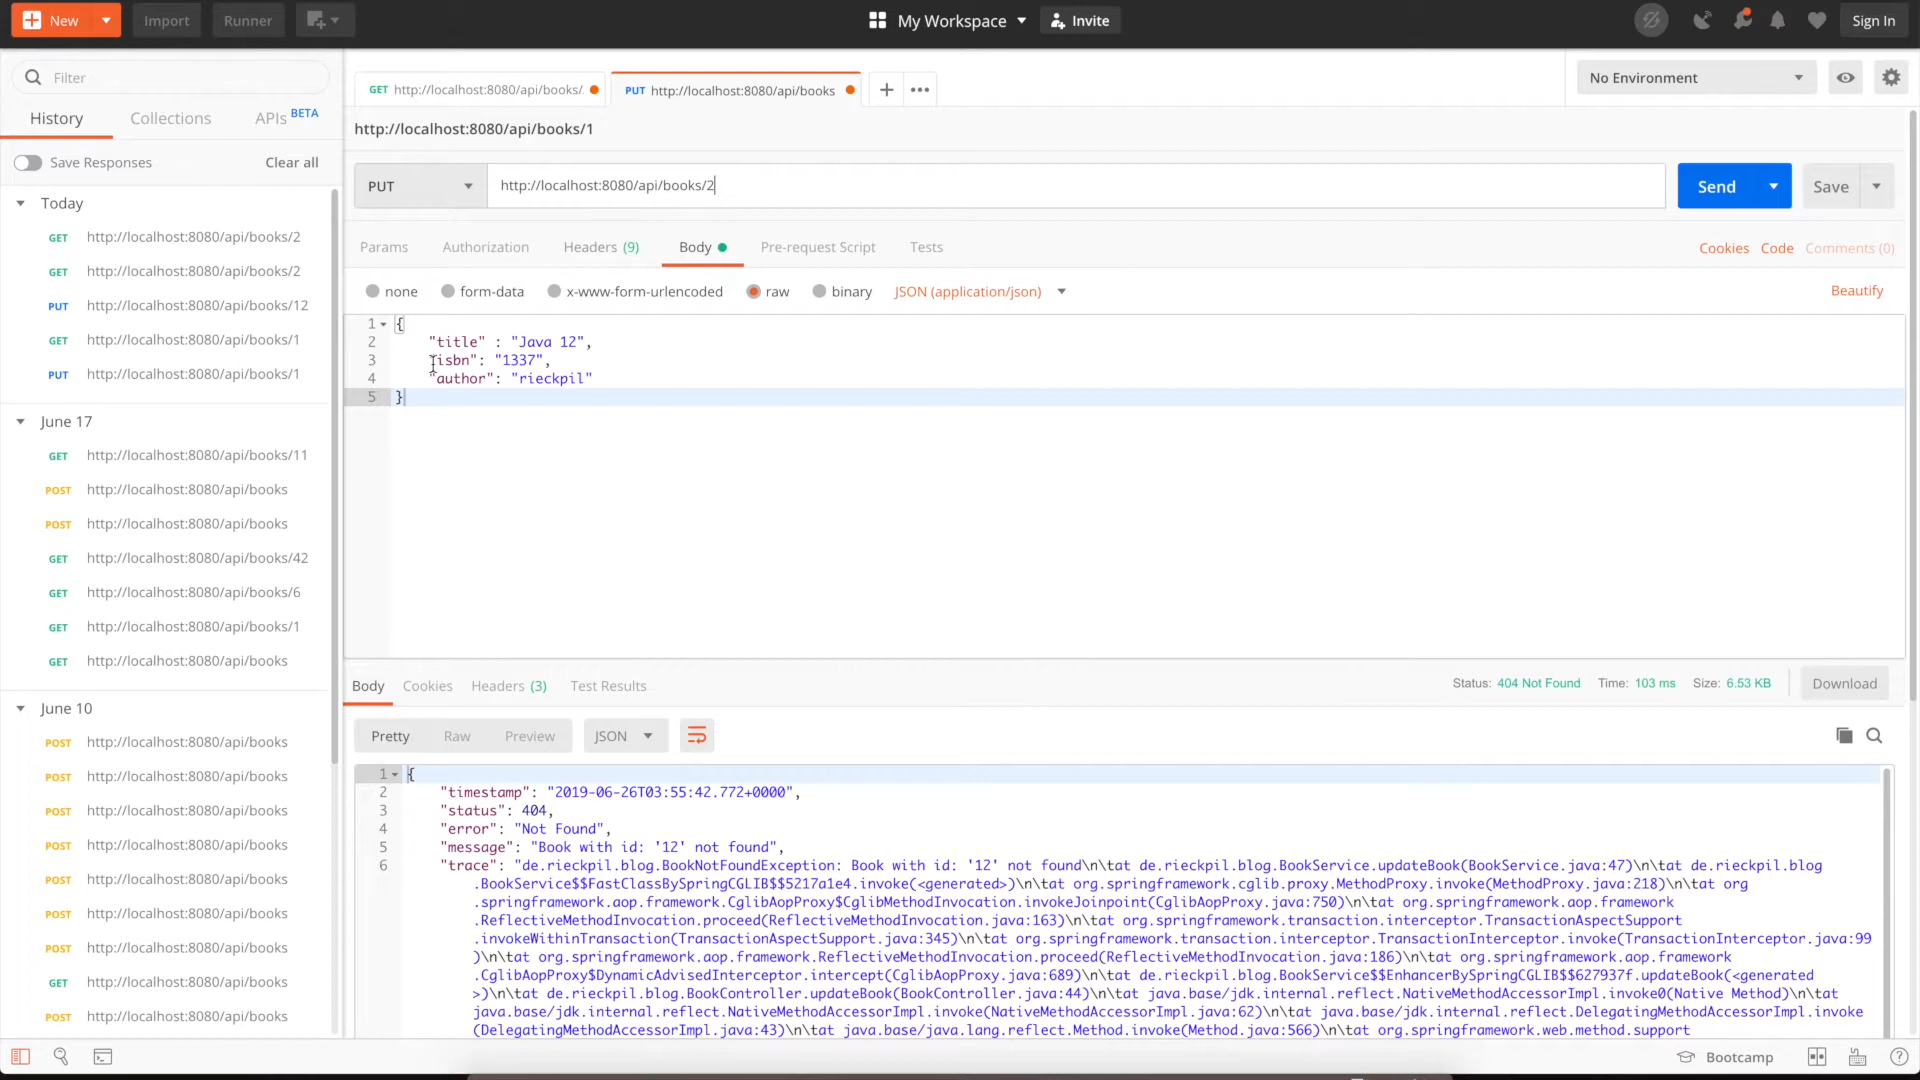 New
Import
Runner
My Workspace
Invite
Sign In
Filter
History
Collections
APIs BETA
Save Responses
Clear all
Today
GET http://localhost:8080/api/books/2
GET http://localhost:8080/api/books/2
PUT http://localhost:8080/api/books/12
GET http://localhost:8080/api/books/1
PUT http://localhost:8080/api/books/1
June 17
GET http://localhost:8080/api/books/11
POST http://localhost:8080/api/books
POST http://localhost:8080/api/books
GET http://localhost:8080/api/books/42
GET http://localhost:8080/api/books/6
GET http://localhost:8080/api/books/1
GET http://localhost:8080/api/books
June 10
POST http://localhost:8080/api/books
POST http://localhost:8080/api/books
POST http://localhost:8080/api/books
POST http://localhost:8080/api/books
POST http://localhost:8080/api/books
POST http://localhost:8080/api/books
POST http://localhost:8080/api/books
GET http://localhost:8080/api/books
POST http://localhost:8080/api/books
GET http://localhost:8080/api/books/.
PUT http://localhost:8080/api/books
No Environment
http://localhost:8080/api/books/1
PUT
http://localhost:8080/api/books/2
Send
Save
Params
Authorization
Headers (9)
Body
Pre-request Script
Tests
Cookies
Code
Comments (0)
none
form-data
x-www-form-urlencoded
raw
binary
JSON (application/json)
Beautify
1 {
2 "title" : "Java 12",
3 "isbn": "1337",
4 "author": "rieckpil"
5 }
Body
Cookies
Headers (3)
Test Results
Status: 404 Not Found
Time: 103 ms
Size: 6.53 KB
Download
Pretty
Raw
Preview
JSON
1 {
2 "timestamp": "2019-06-26T03:55:42.772+0000",
3 "status": 404,
4 "error": "Not Found",
5 "message": "Book with id: '12' not found",
6 "trace": "de.rieckpil.blog.BookNotFoundException: Book with id: '12' not found\n\tat de.rieckpil.blog.BookService.updateBook(BookService.java:47)\n\tat de.rieckpil.blog
.BookService$$FastClassBySpringCGLIB$$5217a1e4.invoke(<generated>)\n\tat org.springframework.cglib.proxy.MethodProxy.invoke(MethodProxy.java:218)\n\tat org
.springframework.aop.framework.CglibAopProxy$CglibMethodInvocation.invokeJoinpoint(CglibAopProxy.java:750)\n\tat org.springframework.aop.framework
.ReflectiveMethodInvocation.proceed(ReflectiveMethodInvocation.java:163)\n\tat org.springframework.transaction.interceptor.TransactionAspectSupport
.invokeWithinTransaction(TransactionAspectSupport.java:345)\n\tat org.springframework.transaction.interceptor.TransactionInterceptor.invoke(TransactionInterceptor.java:99
)\n\tat org.springframework.aop.framework.ReflectiveMethodInvocation.proceed(ReflectiveMethodInvocation.java:186)\n\tat org.springframework.aop.framework
.CglibAopProxy$DynamicAdvisedInterceptor.intercept(CglibAopProxy.java:689)\n\tat de.rieckpil.blog.BookService$$EnhancerBySpringCGLIB$$627937f.updateBook(<generated
>)\n\tat de.rieckpil.blog.BookController.updateBook(BookController.java:44)\n\tat java.base/jdk.internal.reflect.NativeMethodAccessorImpl.invoke0(Native Method)\n\tat
java.base/jdk.internal.reflect.NativeMethodAccessorImpl.invoke(NativeMethodAccessorImpl.java:62)\n\tat java.base/jdk.internal.reflect.DelegatingMethodAccessorImpl.invoke
(DelegatingMethodAccessorImpl.java:43)\n\tat java.base/java.lang.reflect.Method.invoke(Method.java:566)\n\tat org.springframework.web.method.support
Bootcamp